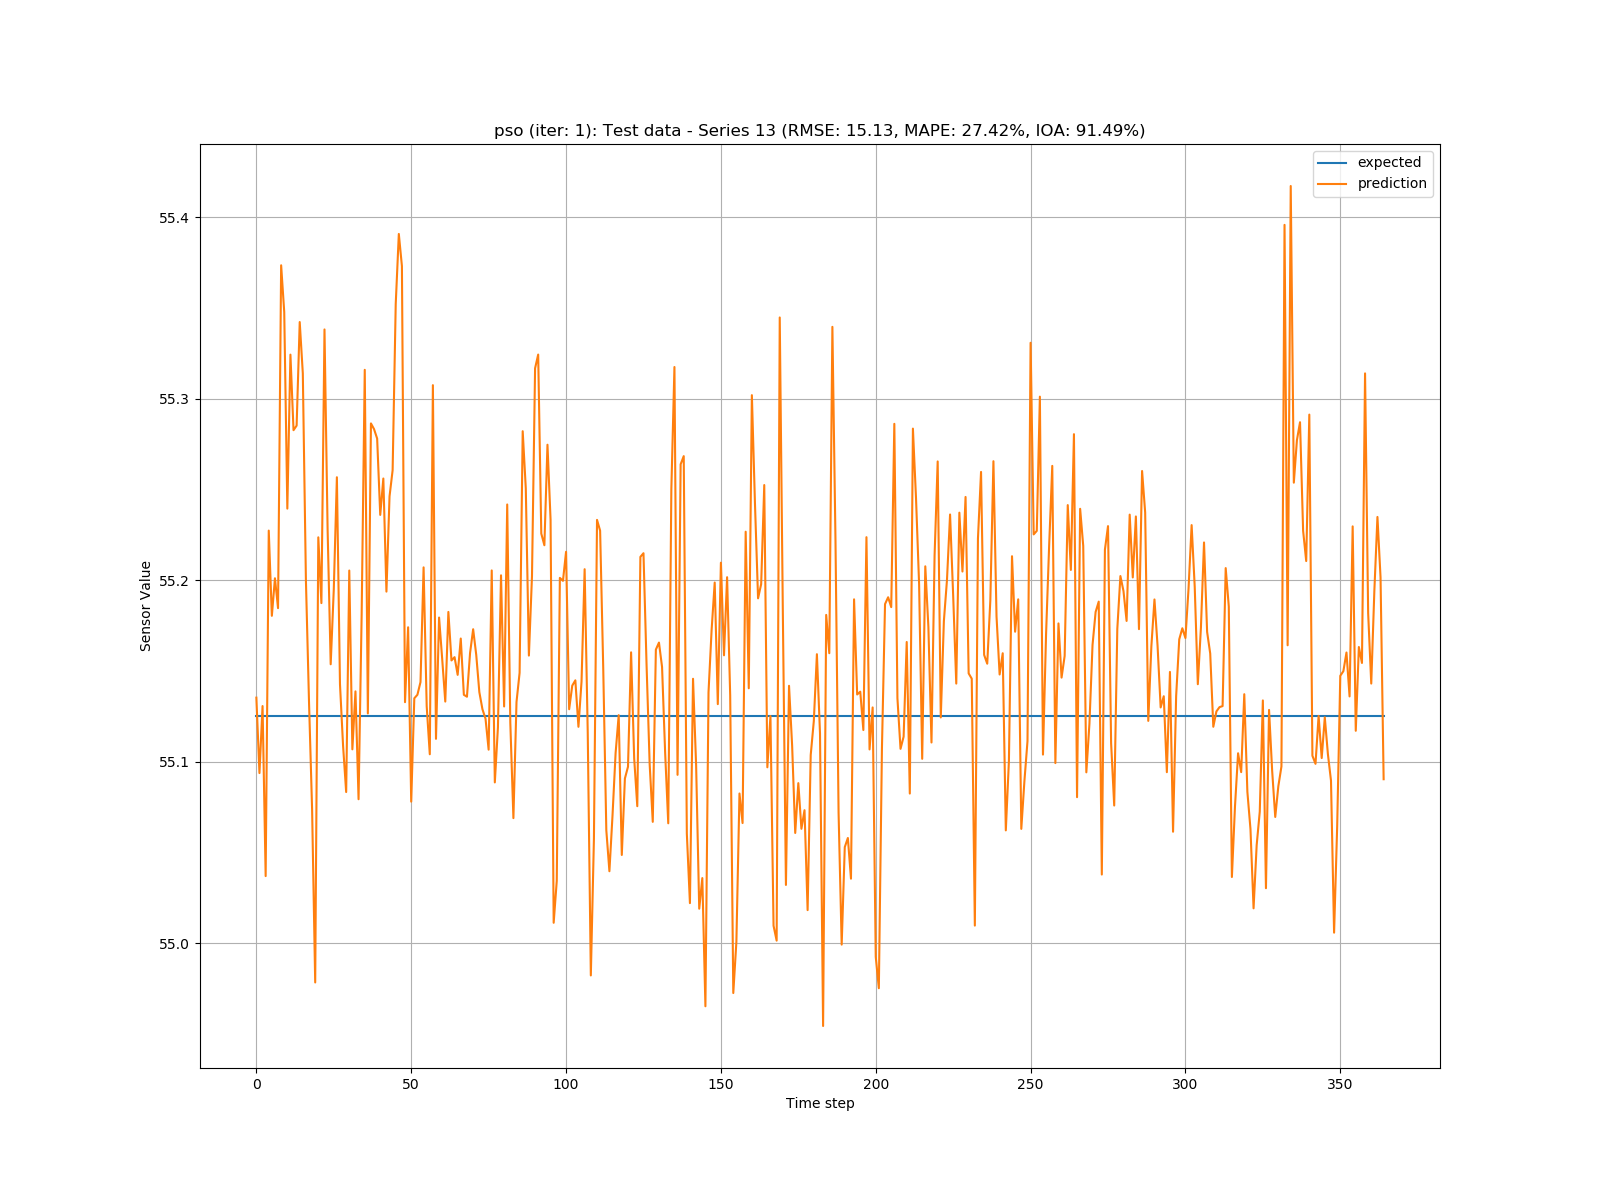 pso (iter: 1): Test data - Series 13 (RMSE: 15.13, MAPE: 27.42%, IOA: 91.49%)
expected
prediction
55.4
55.3
55.2
55.1
55.0
Sensor Value
0 50 100 150 200 250 300 350
Time step